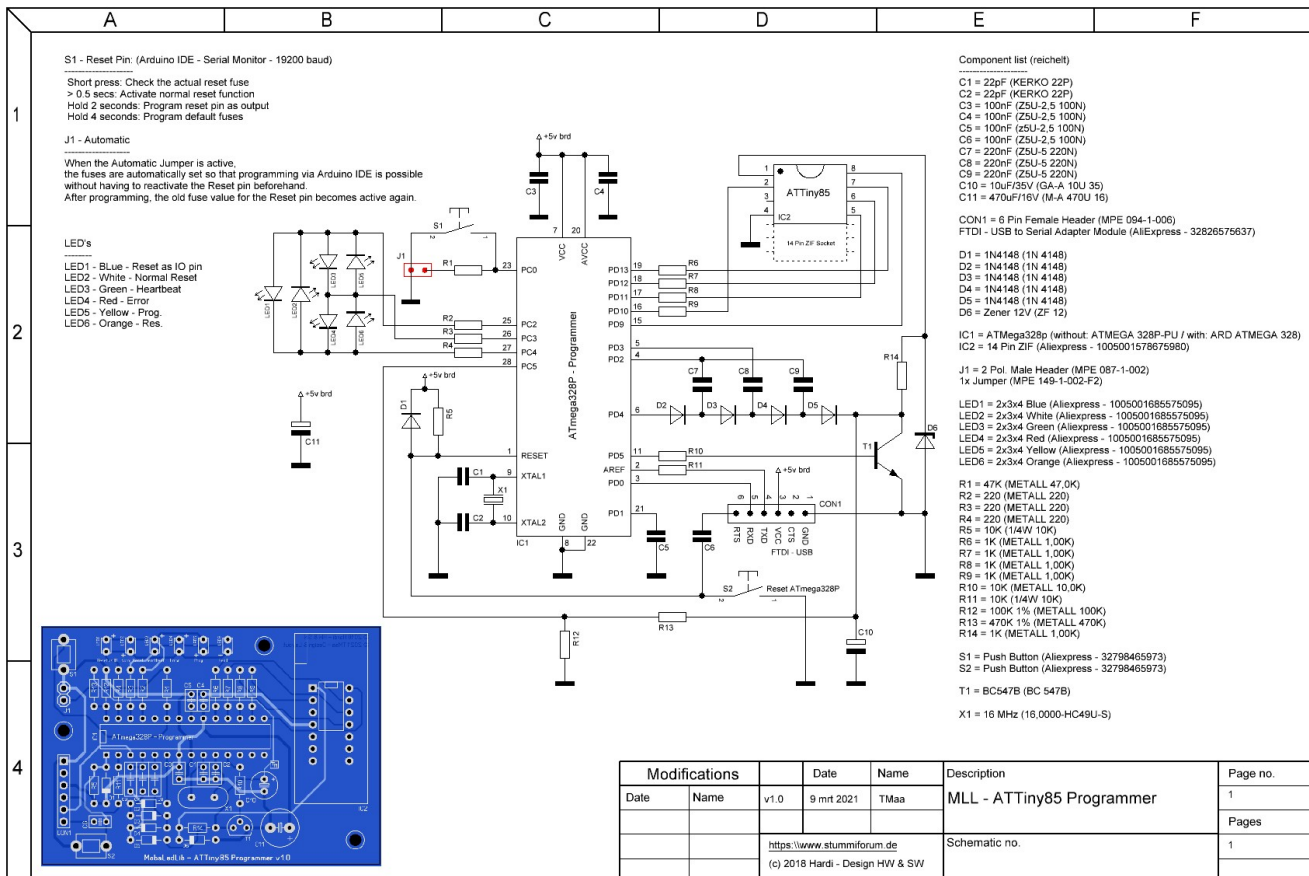 A B C D E F
1
2
3
4
S1 - Reset Pin: (Arduino IDE - Serial Monitor - 19200 baud)
--------------------
Short press: Check the actual reset fuse
> 0.5 secs: Activate normal reset function
Hold 2 seconds: Program reset pin as output
Hold 4 seconds: Program default fuses
J1 - Automatic
--------------------
When the Automatic Jumper is active,
the fuses are automatically set so that programming via Arduino IDE is possible
without having to reactivate the Reset pin beforehand.
After programming, the old fuse value for the Reset pin becomes active again.
LED's
--------
LED1 - BLue - Reset as IO pin
LED2 - White - Normal Reset
LED3 - Green - Heartbeat
LED4 - Red - Error
LED5 - Yellow - Prog.
LED6 - Orange - Res.
LED1
LED2
LED3
LED5
LED4
LED6
+5v brd
C11
+5v brd
C3
C4
S1
2
1
J1
R1
R2
R3
R4
+5v brd
D1
R5
C1
X1
C2
7
VCC
20
AVCC
23 PC0
25 PC2
26 PC3
27 PC4
28 PC5
1 RESET
9 XTAL1
10 XTAL2
ATmega328P - Programmer
IC1
GND
8
GND
22
PD13 19
PD12 18
PD11 17
PD10 16
PD9 15
PD3 5
PD2 4
PD4 6
PD5 11
AREF 2
PD0 3
PD1 21
R6
R7
R8
R9
1
2
3
4
8
7
6
5
ATTiny85
IC2
14 Pin ZIF Socket
C7
C8
C9
D2
D3
D4
D5
R14
D6
T1
R10
R11
+5v brd
6 5 4 3 2 1
CON1
RTS
RXD
TXD
VCC
CTS
GND
FTDI - USB
C5
C6
S2
2
1
Reset ATmega328P
R12
R13
C10
Component list (reichelt)
--------------------
C1 = 22pF (KERKO 22P)
C2 = 22pF (KERKO 22P)
C3 = 100nF (Z5U-2,5 100N)
C4 = 100nF (Z5U-2,5 100N)
C5 = 100nF (z5U-2,5 100N)
C6 = 100nF (Z5U-2,5 100N)
C7 = 220nF (Z5U-5 220N)
C8 = 220nF (Z5U-5 220N)
C9 = 220nF (Z5U-5 220N)
C10 = 10uF/35V (GA-A 10U 35)
C11 = 470uF/16V (M-A 470U 16)
CON1 = 6 Pin Female Header (MPE 094-1-006)
FTDI - USB to Serial Adapter Module (AliExpress - 32826575637)
D1 = 1N4148 (1N 4148)
D2 = 1N4148 (1N 4148)
D3 = 1N4148 (1N 4148)
D4 = 1N4148 (1N 4148)
D5 = 1N4148 (1N 4148)
D6 = Zener 12V (ZF 12)
IC1 = ATMega328p (without: ATMEGA 328P-PU / with: ARD ATMEGA 328)
IC2 = 14 Pin ZIF (Aliexpress - 1005001578675980)
J1 = 2 Pol. Male Header (MPE 087-1-002)
1x Jumper (MPE 149-1-002-F2)
LED1 = 2x3x4 Blue (Aliexpress - 1005001685575095)
LED2 = 2x3x4 White (Aliexpress - 1005001685575095)
LED3 = 2x3x4 Green (Aliexpress - 1005001685575095)
LED4 = 2x3x4 Red (Aliexpress - 1005001685575095)
LED5 = 2x3x4 Yellow (Aliexpress - 1005001685575095)
LED6 = 2x3x4 Orange (Aliexpress - 1005001685575095)
R1 = 47K (METALL 47,0K)
R2 = 220 (METALL 220)
R3 = 220 (METALL 220)
R4 = 220 (METALL 220)
R5 = 10K (1/4W 10K)
R6 = 1K (METALL 1,00K)
R7 = 1K (METALL 1,00K)
R8 = 1K (METALL 1,00K)
R9 = 1K (METALL 1,00K)
R10 = 10K (METALL 10,0K)
R11 = 10K (1/4W 10K)
R12 = 100K 1% (METALL 100K)
R13 = 470K 1% (METALL 470K)
R14 = 1K (METALL 1,00K)
S1 = Push Button (Aliexpress - 32798465973)
S2 = Push Button (Aliexpress - 32798465973)
T1 = BC547B (BC 547B)
X1 = 16 MHz (16,0000-HC49U-S)
S1
J1
ATmega328P - Programmer
IC2
CON1
S2
C11
MobaLedLib - ATTiny85 Programmer v1.0
Modifications
Date Name
Date Name
v1.0 9 mrt 2021 TMaa
Description
MLL - ATTiny85 Programmer
Page no.
1
Pages
1
https:\\www.stummiforum.de
(c) 2018 Hardi - Design HW & SW
Schematic no.